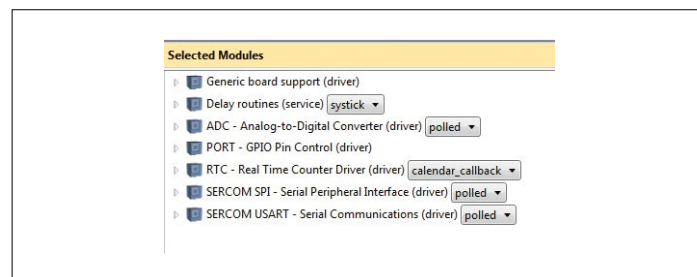 Selected Modules
Generic board support (driver)
Delay routines (service) systick
ADC - Analog-to-Digital Converter (driver) polled
PORT - GPIO Pin Control (driver)
RTC - Real Time Counter Driver (driver) calendar_callback
SERCOM SPI - Serial Peripheral Interface (driver) polled
SERCOM USART - Serial Communications (driver) polled